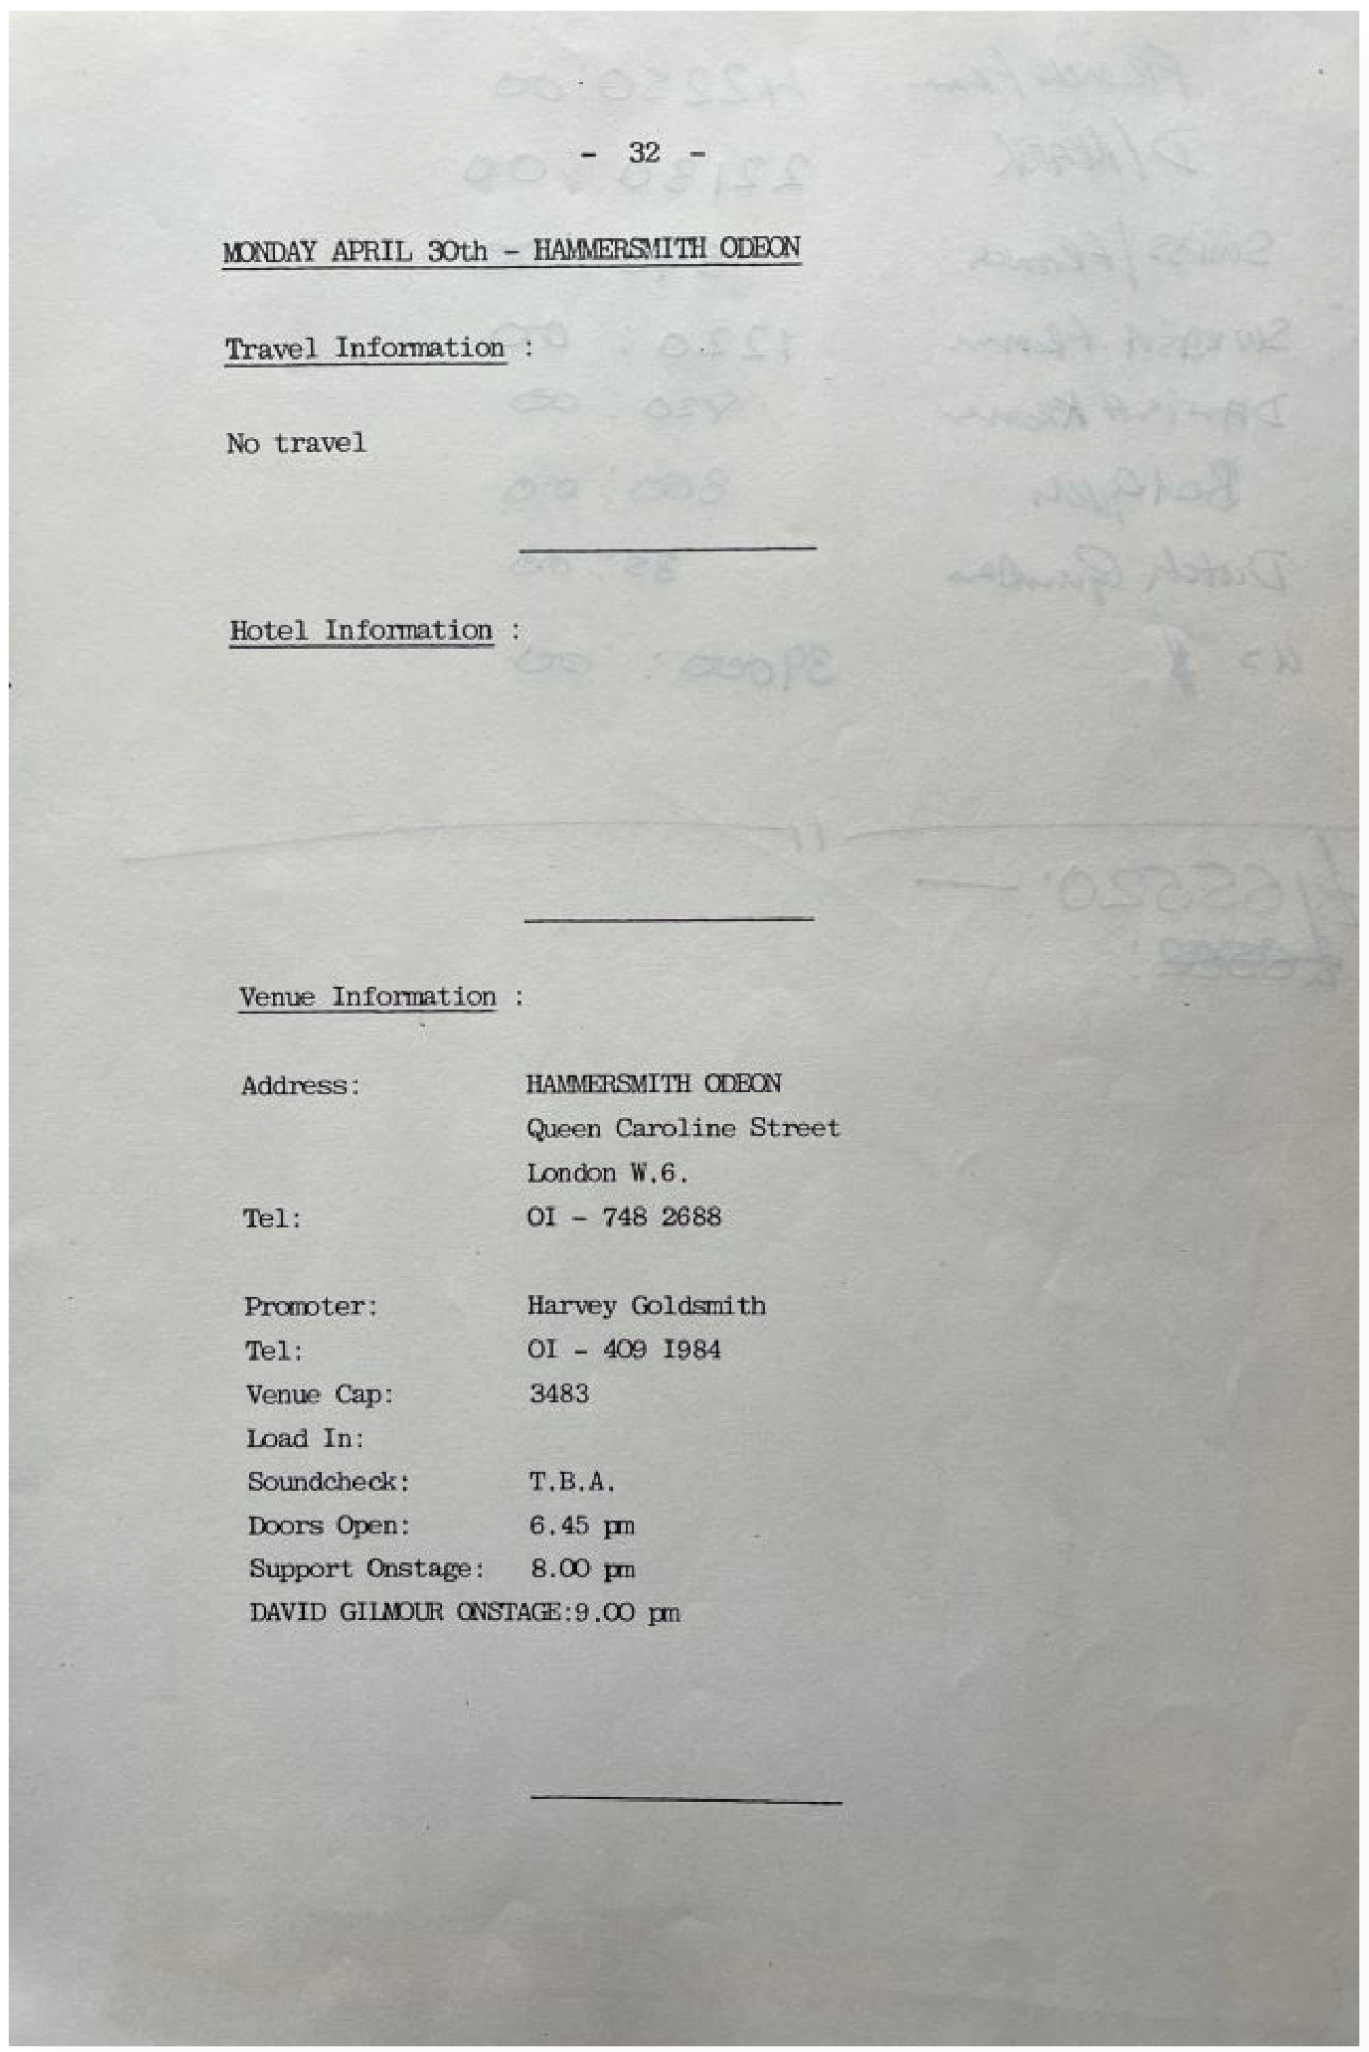 - 32 -
MONDAY APRIL 30th - HAMMERSMITH ODEON
Travel Information :
No travel
Hotel Information :
Venue Information :
Address: HAMMERSMITH ODEON
Queen Caroline Street
London W.6.
Tel: OI - 748 2688
Promoter: Harvey Goldsmith
Tel: OI - 409 I984
Venue Cap: 3483
Load In:
Soundcheck: T.B.A.
Doors Open: 6.45 pm
Support Onstage: 8.00 pm
DAVID GILMOUR ONSTAGE:9.00 pm